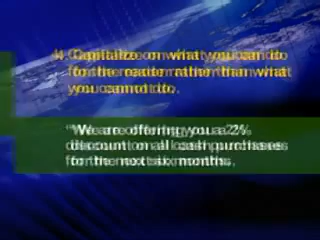 4. Capitalize on what you can do
for the reader rather than what
you cannot do.
"We are offering you a 2%
discount on all cash purchases
for the next six months.